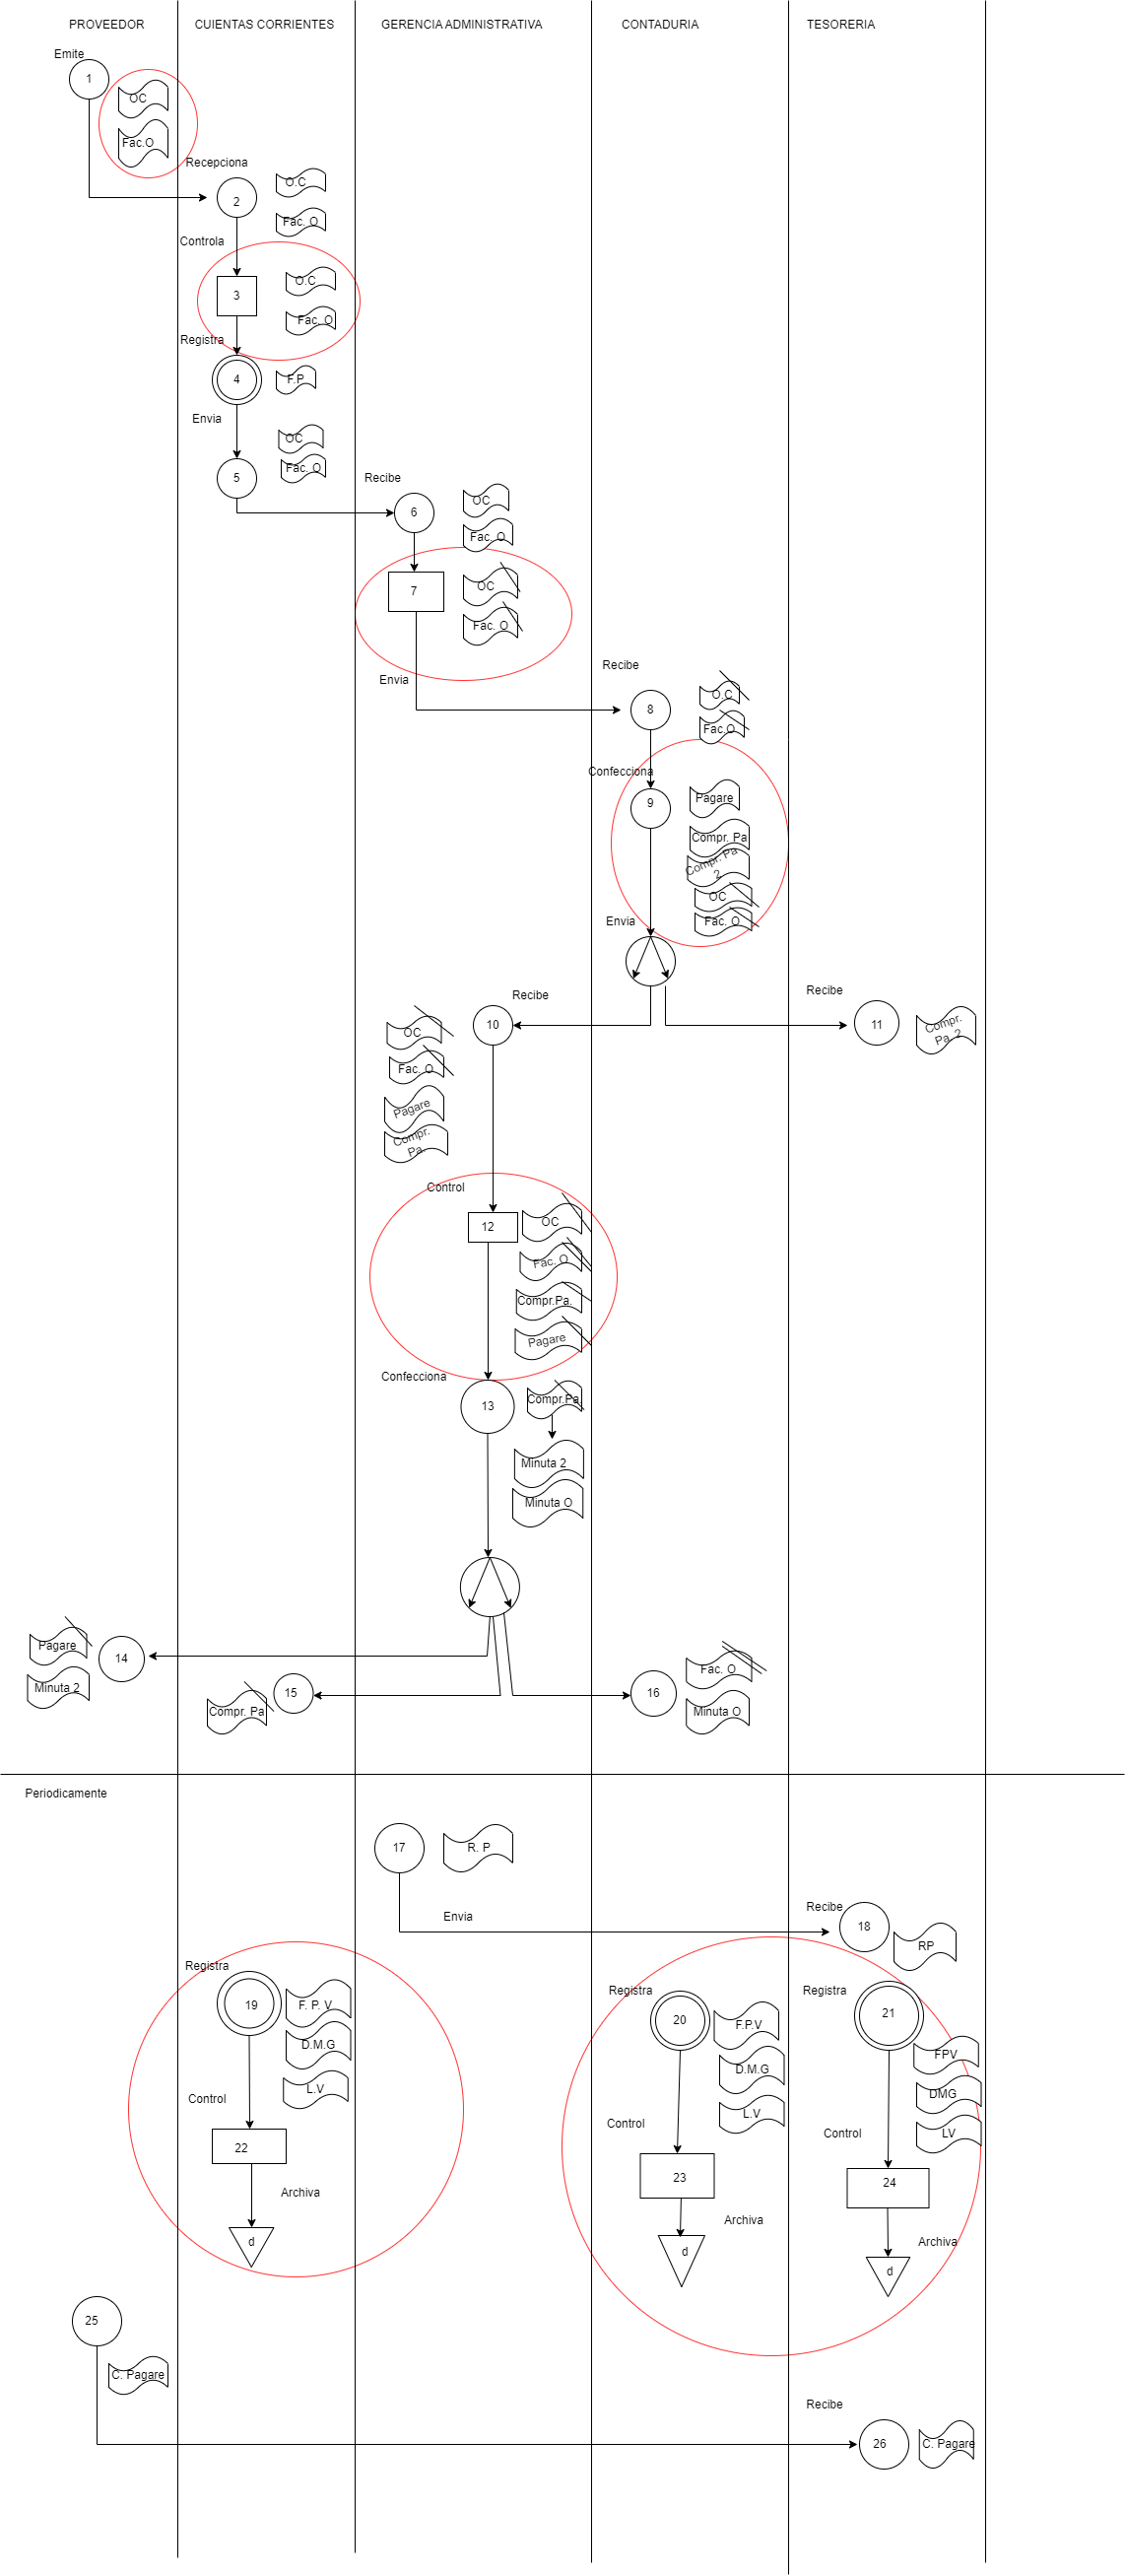 PROVEEDOR
CUIENTAS CORRIENTES
GERENCIA ADMINISTRATIVA
CONTADURIA
TESORERIA
Emite
1
OC
Fac.O
Recepciona
2
O.C
Fac. O
Controla
3
O.C
Fac. O
Registra
4
F.P
Envia
5
OC
Fac. O
Recibe
6
OC
Fac. O
7
OC
Fac. O
Envia
Recibe
8
O.C
Fac.O
Confecciona
9
Pagare
Compr. Pa
Compr. Pa
2
OC
Fac. O
Envia
Recibe
10
OC
Fac. O
Pagare
Compr.
Pa.
Recibe
11
Compr.
Pa. 2
Control
12
OC
Fac. O
Compr.Pa.
Pagare
Confecciona
13
Compr.Pa.
Minuta 2
Minuta O
Pagare
14
Minuta 2
15
Compr. Pa
16
Fac. O
Minuta O
Periodicamente
17
R. P
Envia
Recibe
18
RP
Registra
19
F. P. V
D.M.G
L.V
Control
22
Archiva
d
Registra
20
F.P.V
D.M.G
L.V
Control
23
Archiva
d
Registra
21
FPV
DMG
LV
Control
24
Archiva
d
25
C. Pagare
Recibe
26
C. Pagare